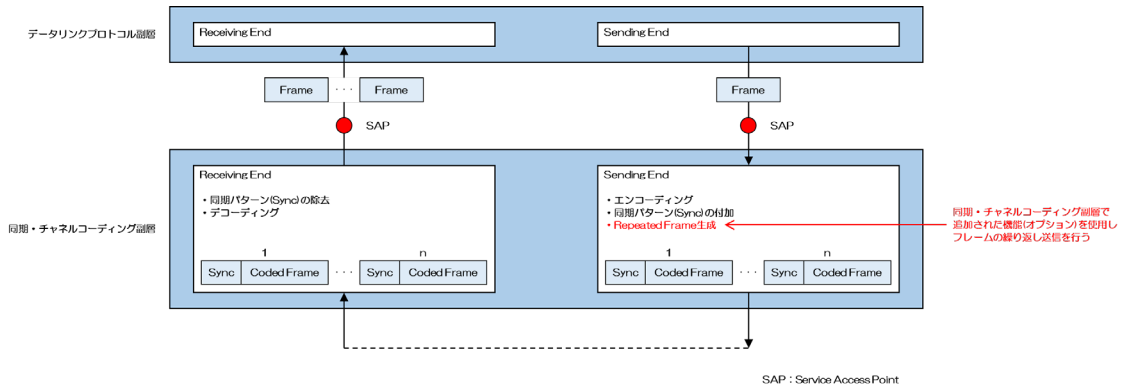 データリンクプロトコル副層
Receiving End
Sending End
Frame
・・・
Frame
Frame
SAP
SAP
同期・チャネルコーディング副層
Receiving End
・同期パターン(Sync)の除去
・デコーディング
1
n
Sync
Coded Frame
・・・
Sync
Coded Frame
Sending End
・エンコーディング
・同期パターン(Sync)の付加
・Repeated Frame生成
1
n
Sync
Coded Frame
・・・
Sync
Coded Frame
同期・チャネルコーディング副層で
追加された機能(オプション)を使用し
フレームの繰り返し送信を行う
SAP：Service Access Point